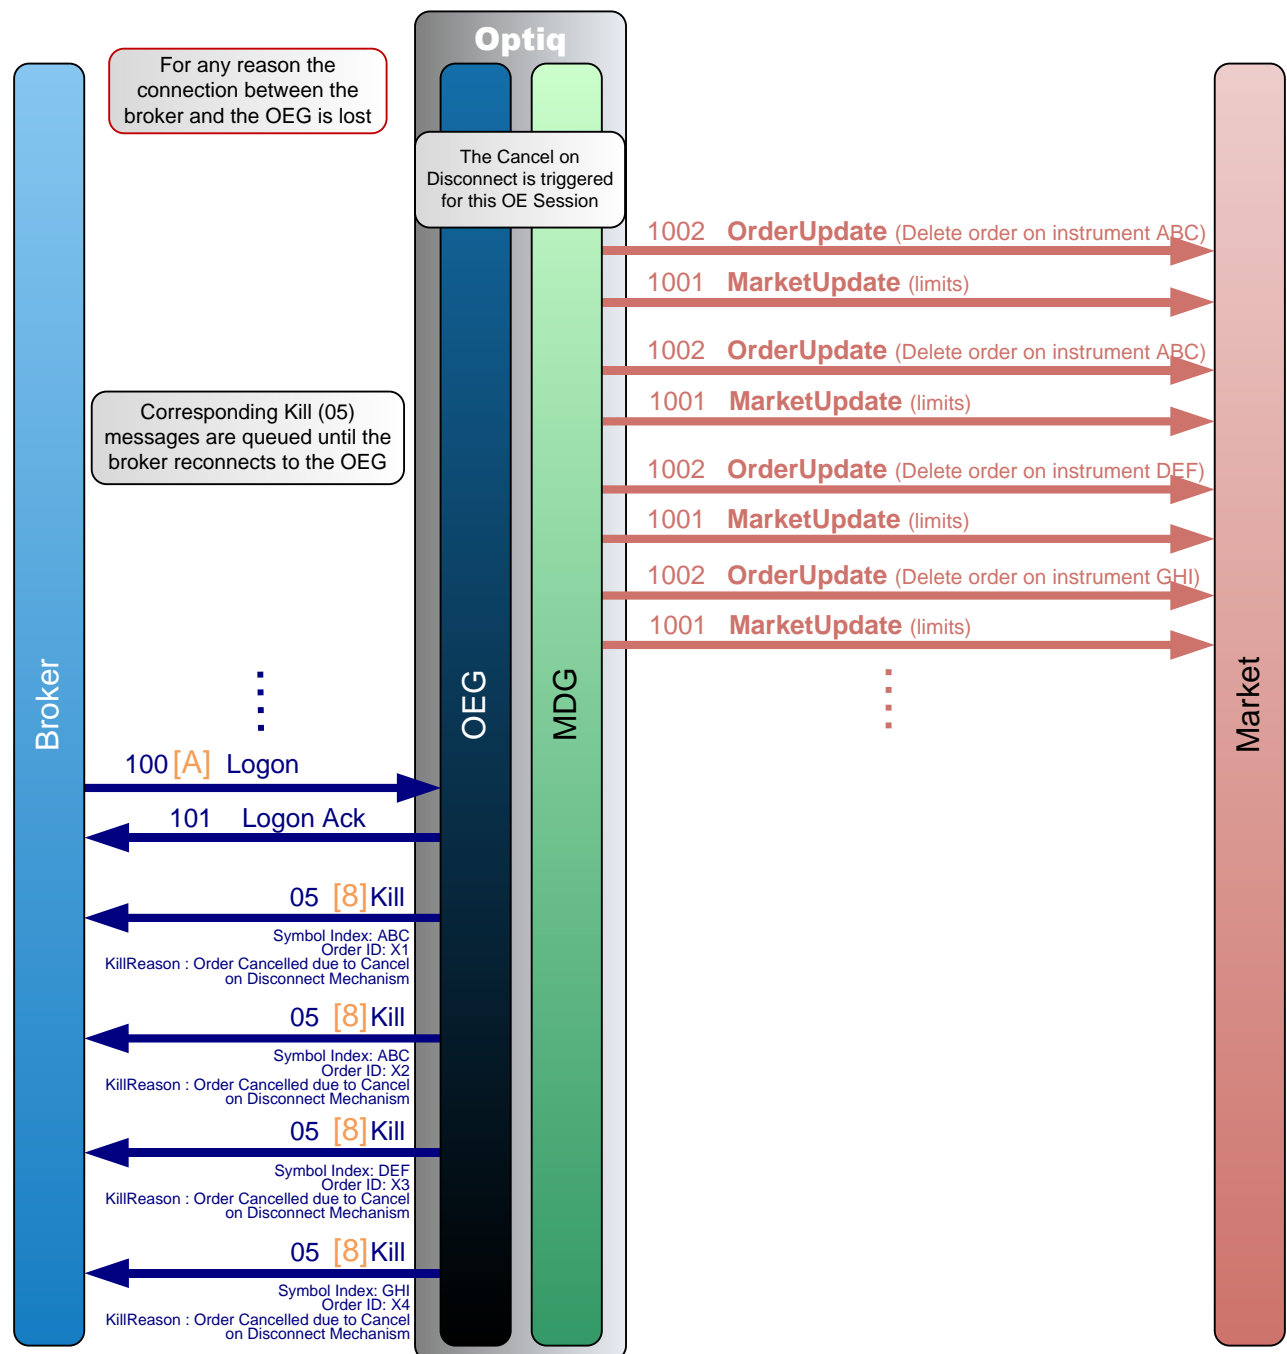 Optiq
For any reason the
connection between the
broker and the OEG is lost
The Cancel on
Disconnect is triggered
for this OE Session
1002 OrderUpdate (Delete order on instrument ABC)
1001 MarketUpdate (limits)
1002 OrderUpdate (Delete order on instrument ABC)
1001 MarketUpdate (limits)
Corresponding Kill (05)
messages are queued until the
broker reconnects to the OEG
1002 OrderUpdate (Delete order on instrument DEF)
1001 MarketUpdate (limits)
1002 OrderUpdate (Delete order on instrument GHI)
1001 MarketUpdate (limits)
Broker
OEG
MDG
Market
100 [A] Logon
101 Logon Ack
05 [8] Kill
Symbol Index: ABC
Order ID: X1
KillReason : Order Cancelled due to Cancel
on Disconnect Mechanism
05 [8] Kill
Symbol Index: ABC
Order ID: X2
KillReason : Order Cancelled due to Cancel
on Disconnect Mechanism
05 [8] Kill
Symbol Index: DEF
Order ID: X3
KillReason : Order Cancelled due to Cancel
on Disconnect Mechanism
05 [8] Kill
Symbol Index: GHI
Order ID: X4
KillReason : Order Cancelled due to Cancel
on Disconnect Mechanism